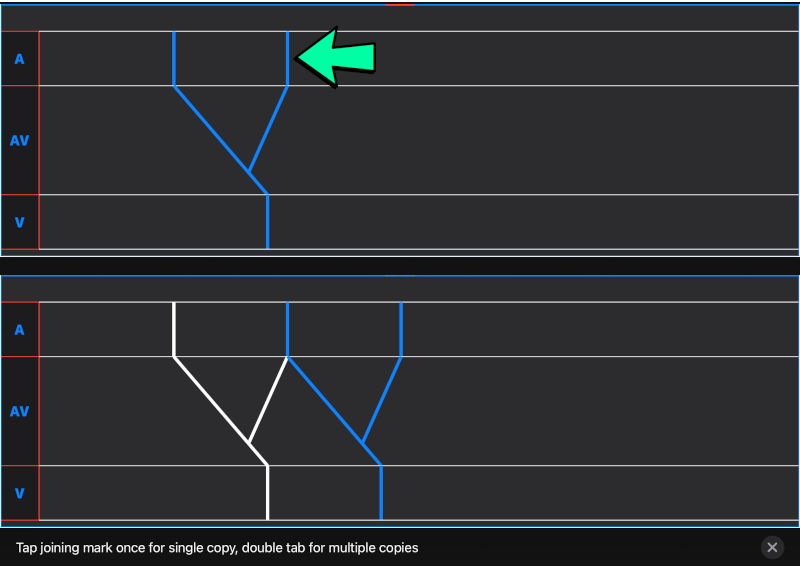 A
AV
V
A
AV
V
Tap joining mark once for single copy, double tab for multiple copies